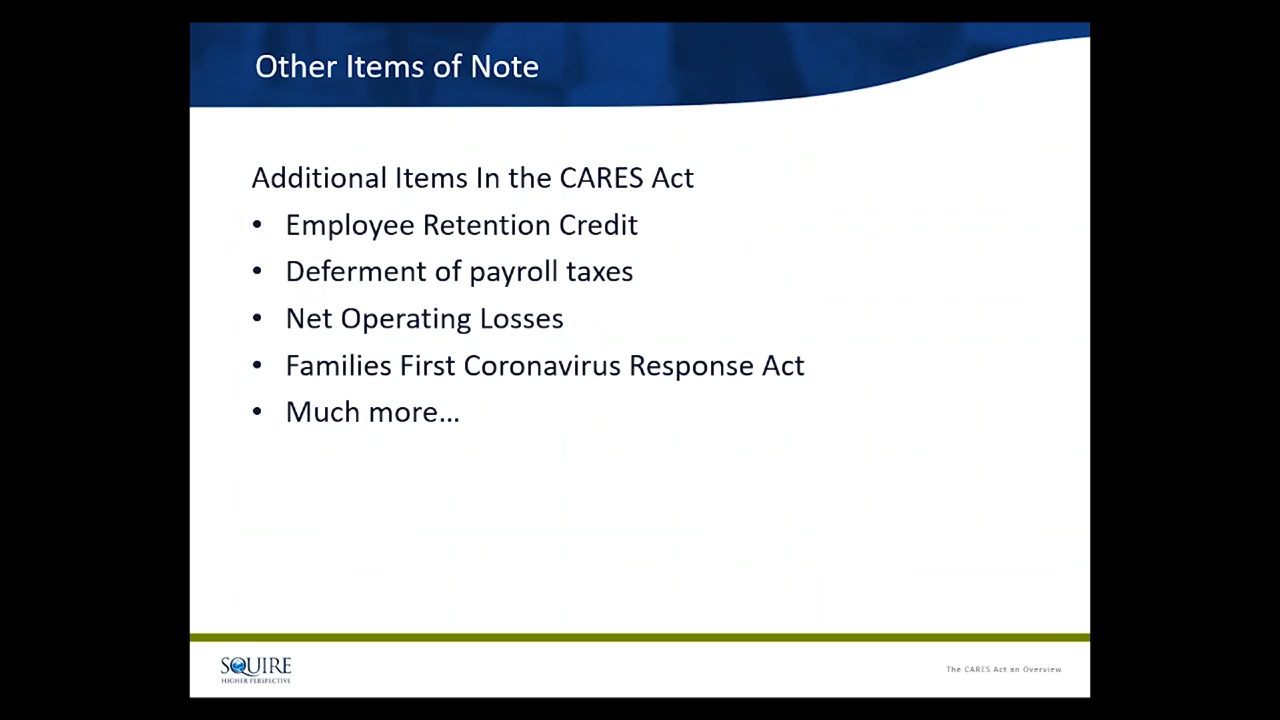 Other Items of Note
Additional Items In the CARES Act
• Employee Retention Credit
• Deferment of payroll taxes
• Net Operating Losses
• Families First Coronavirus Response Act
• Much more…
SQUIRE
HIGHER PERSPECTIVE
The CARES Act an Overview